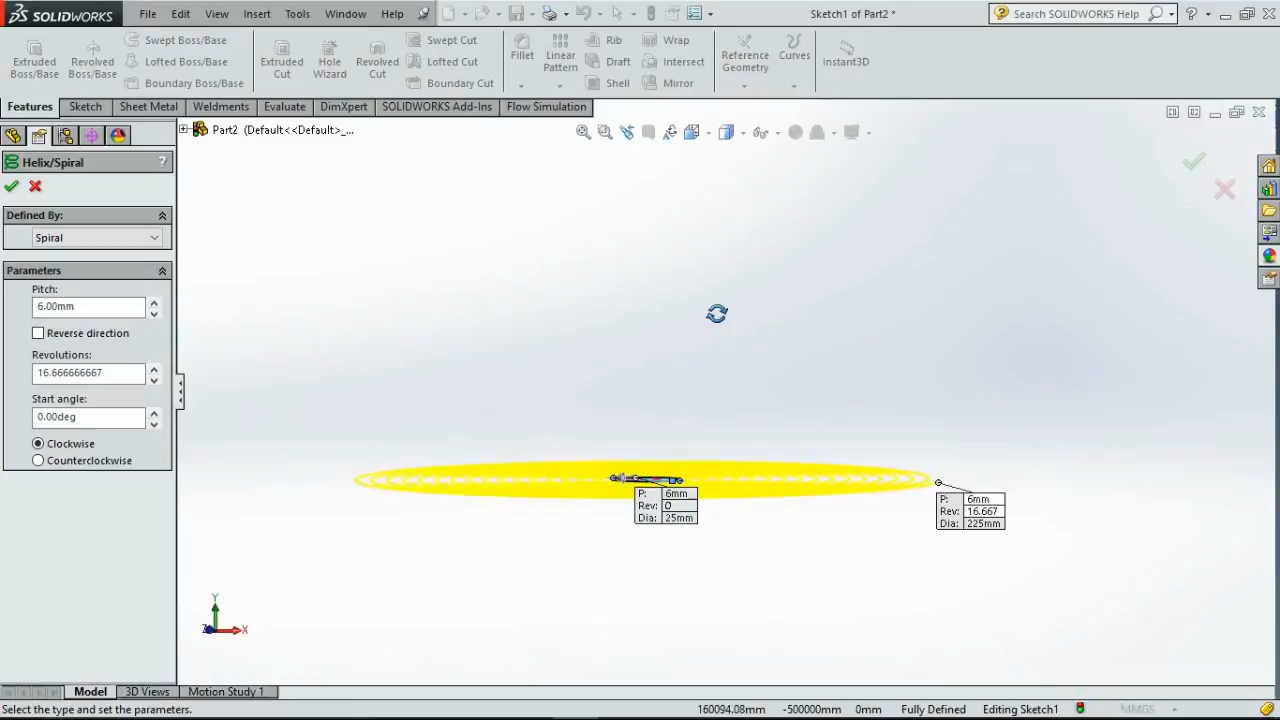 SOLIDWORKS File Edit View Insert Tools Window Help Sketch1 of Part2 * Search SOLIDWORKS Help
Extruded Boss/Base
Revolved Boss/Base
Swept Boss/Base
Lofted Boss/Base
Boundary Boss/Base
Extruded Cut
Hole Wizard
Revolved Cut
Swept Cut
Lofted Cut
Boundary Cut
Fillet
Linear Pattern
Rib
Draft
Shell
Wrap
Intersect
Mirror
Reference Geometry
Curves
Instant3D
Features Sketch Sheet Metal Weldments Evaluate DimXpert SOLIDWORKS Add-Ins Flow Simulation
Part2 (Default<<Default>_...
Helix/Spiral ?
Defined By:
Spiral
Parameters
Pitch:
6.00mm
Reverse direction
Revolutions:
16.666666667
Start angle:
0.00deg
Clockwise
Counterclockwise
P: 6mm
Rev: 0
Dia: 25mm
P: 6mm
Rev: 16.667
Dia: 225mm
Y
Z X
Model 3D Views Motion Study 1
Select the type and set the parameters. 160094.08mm -500000mm 0mm Fully Defined Editing Sketch1 MMGS